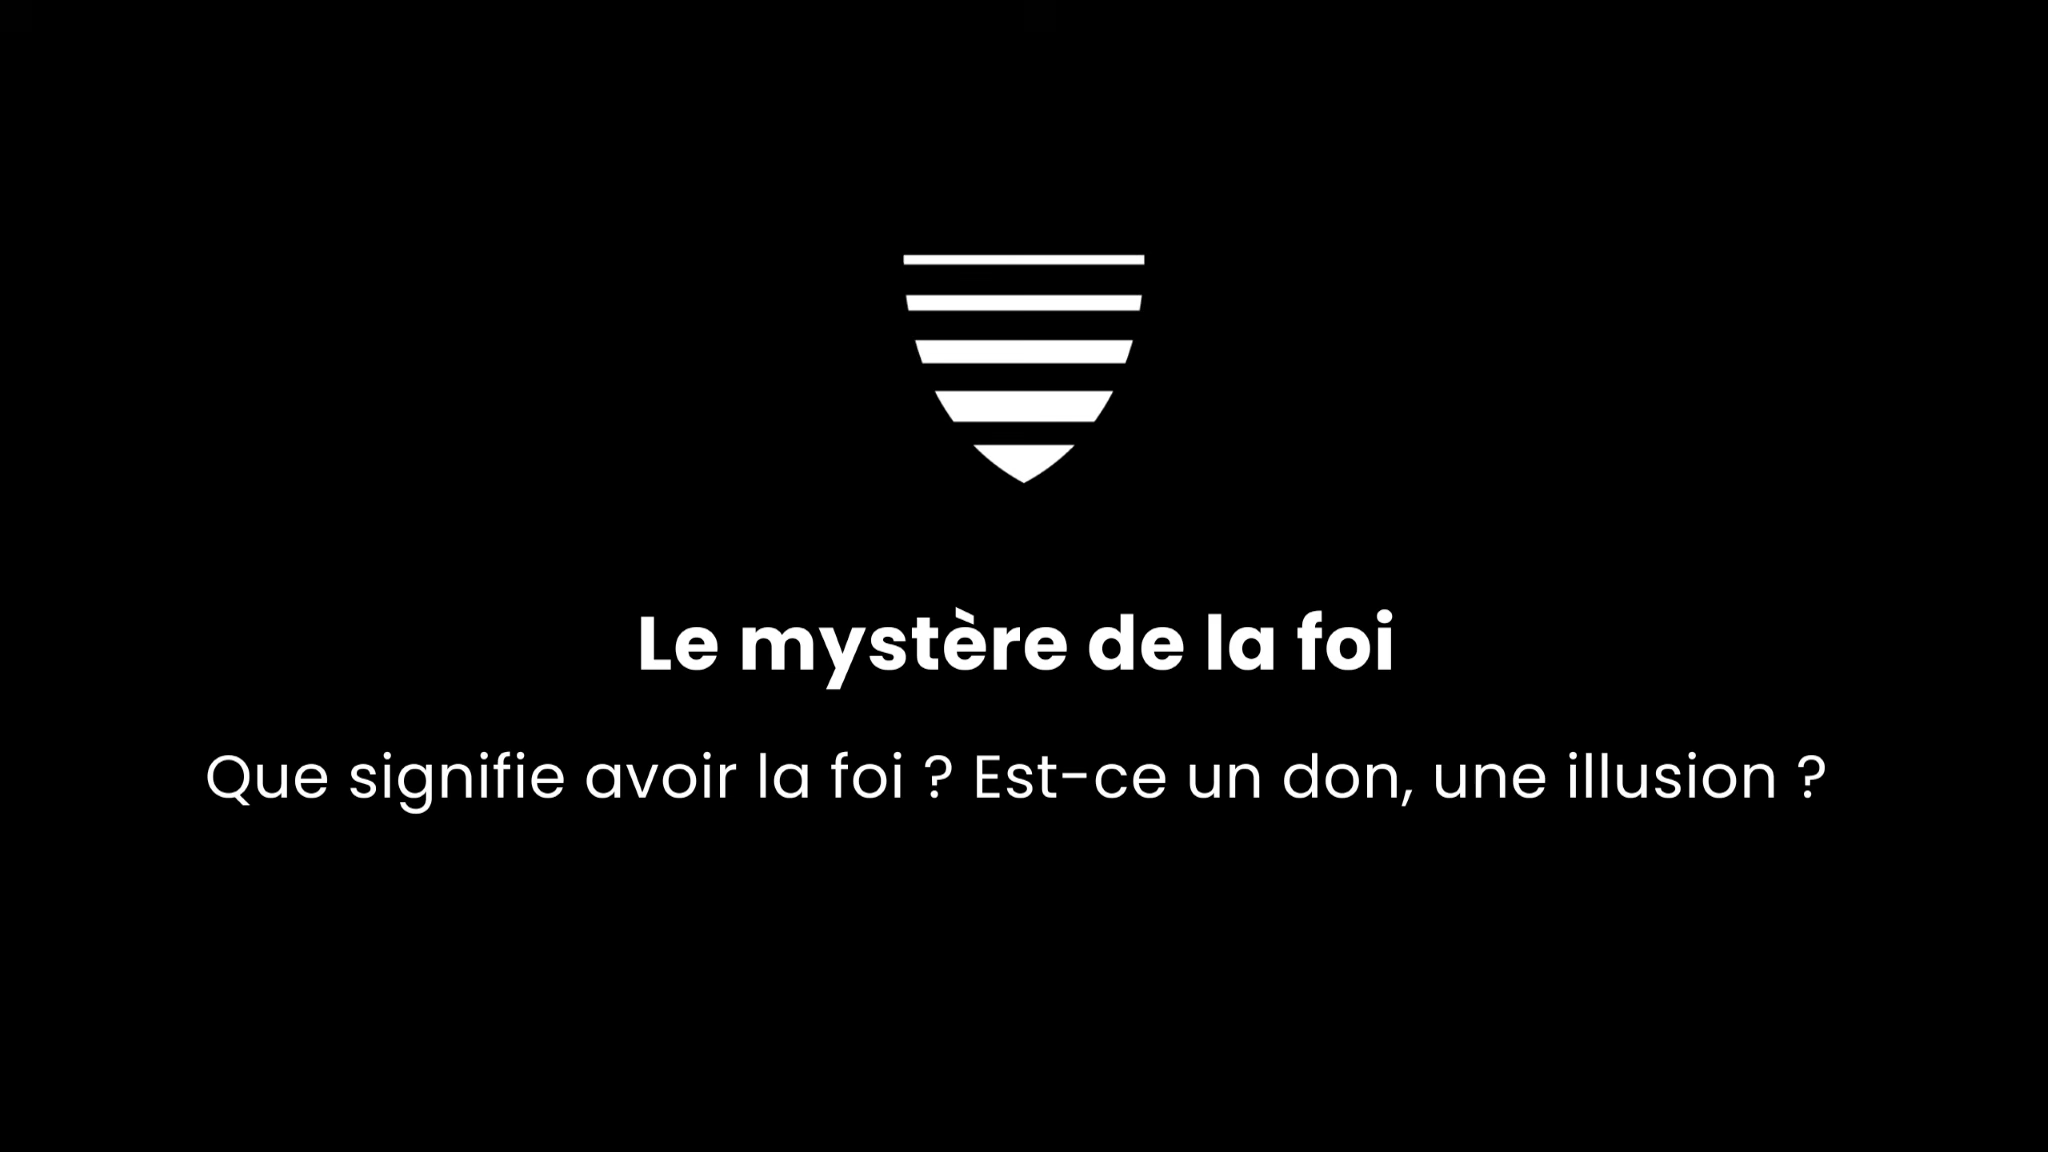 Le mystère de la foi
Que signifie avoir la foi ? Est-ce un don, une illusion ?